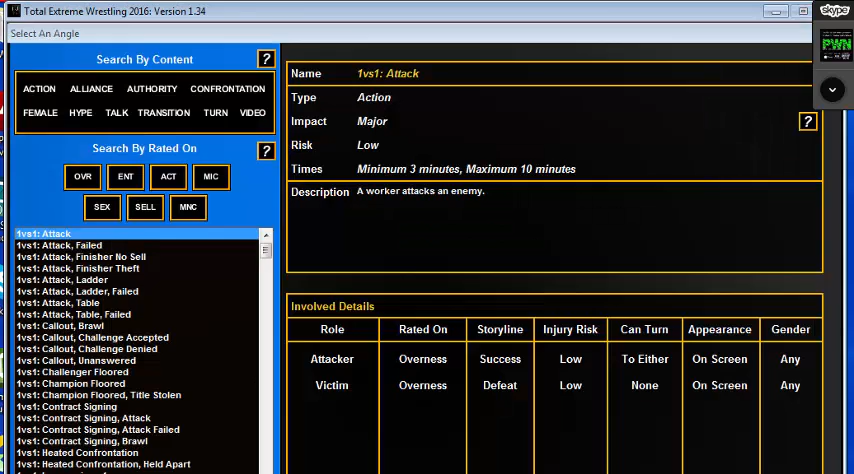 Total Extreme Wrestling 2016: Version 1.34
skype
Select An Angle
PWN
Search By Content
?
ACTION ALLIANCE AUTHORITY CONFRONTATION
FEMALE HYPE TALK TRANSITION TURN VIDEO
Search By Rated On
?
OVR ENT ACT MIC
SEX SELL MNC
1vs1: Attack
1vs1: Attack, Failed
1vs1: Attack, Finisher No Sell
1vs1: Attack, Finisher Theft
1vs1: Attack, Ladder
1vs1: Attack, Ladder, Failed
1vs1: Attack, Table
1vs1: Attack, Table, Failed
1vs1: Callout, Brawl
1vs1: Callout, Challenge Accepted
1vs1: Callout, Challenge Denied
1vs1: Callout, Unanswered
1vs1: Challenger Floored
1vs1: Champion Floored
1vs1: Champion Floored, Title Stolen
1vs1: Contract Signing
1vs1: Contract Signing, Attack
1vs1: Contract Signing, Attack Failed
1vs1: Contract Signing, Brawl
1vs1: Heated Confrontation
1vs1: Heated Confrontation, Held Apart
Name 1vs1: Attack
Type Action
Impact Major
?
Risk Low
Times Minimum 3 minutes, Maximum 10 minutes
Description A worker attacks an enemy.
Involved Details
Role Rated On Storyline Injury Risk Can Turn Appearance Gender
Attacker Overness Success Low To Either On Screen Any
Victim Overness Defeat Low None On Screen Any